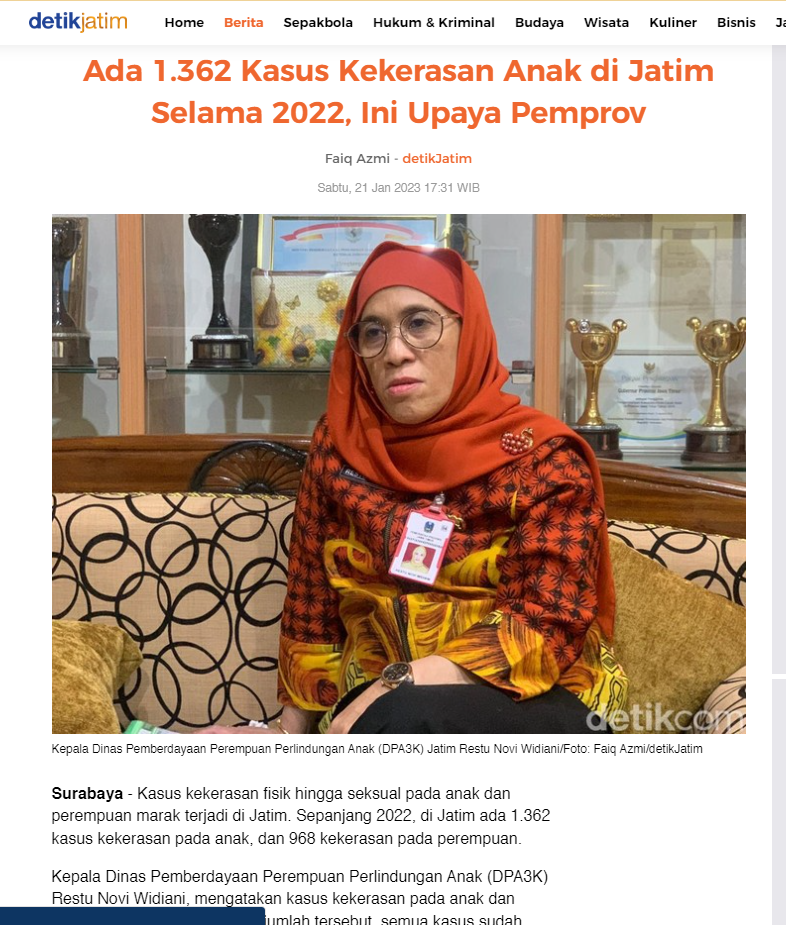 detikjatim
Home Berita Sepakbola Hukum & Kriminal Budaya Wisata Kuliner Bisnis
Ada 1.362 Kasus Kekerasan Anak di Jatim
Selama 2022, Ini Upaya Pemprov
Faiq Azmi - detikJatim
Sabtu, 21 Jan 2023 17:31 WIB
detikcom
Kepala Dinas Pemberdayaan Perempuan Perlindungan Anak (DPA3K) Jatim Restu Novi Widiani/Foto: Faiq Azmi/detikJatim
Surabaya - Kasus kekerasan fisik hingga seksual pada anak dan
perempuan marak terjadi di Jatim. Sepanjang 2022, di Jatim ada 1.362
kasus kekerasan pada anak, dan 968 kekerasan pada perempuan.
Kepala Dinas Pemberdayaan Perempuan Perlindungan Anak (DPA3K)
Restu Novi Widiani, mengatakan kasus kekerasan pada anak dan
jumlah tersebut, semua kasus sudah